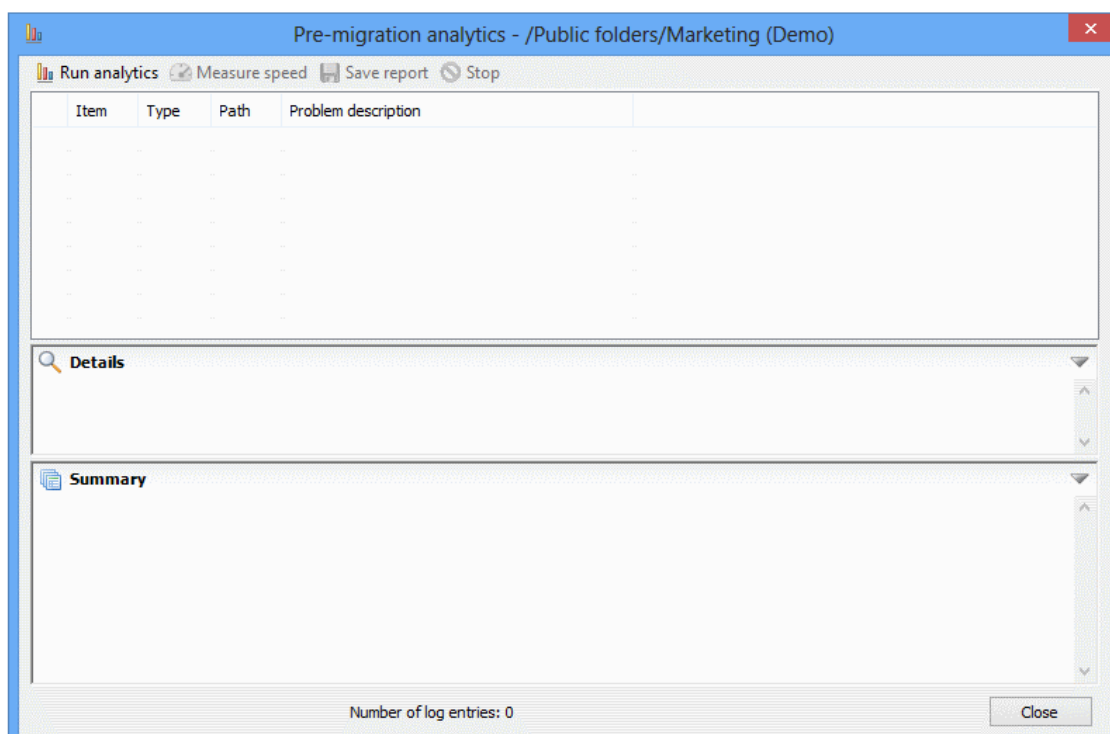 Pre-migration analytics - /Public folders/Marketing (Demo)
Run analytics Measure speed Save report Stop
Item Type Path Problem description
Details
Summary
Number of log entries: 0 Close